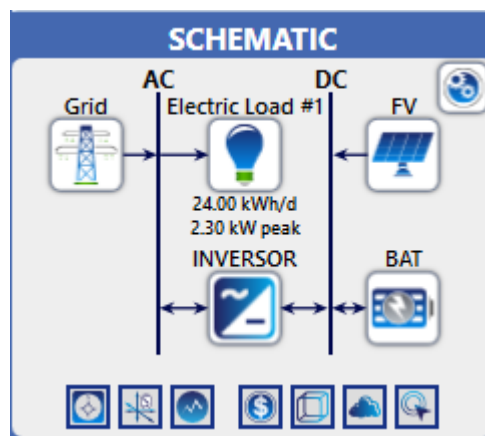 SCHEMATIC
AC DC
Grid Electric Load #1 FV
24.00 kWh/d
2.30 kW peak
INVERSOR BAT